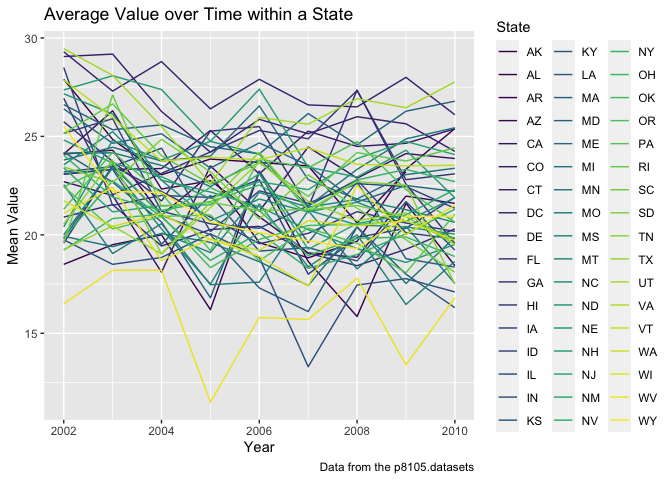 Average Value over Time within a State
Mean Value
30
25
20
15
2002
2004
2006
2008
2010
Year
State
AK
AL
AR
AZ
CA
CO
CT
DC
DE
FL
GA
HI
IA
ID
IL
IN
KS
KY
LA
MA
MD
ME
MI
MN
MO
MS
MT
NC
ND
NE
NH
NJ
NM
NV
NY
OH
OK
OR
PA
RI
SC
SD
TN
TX
UT
VA
VT
WA
WI
WV
WY
Data from the p8105.datasets